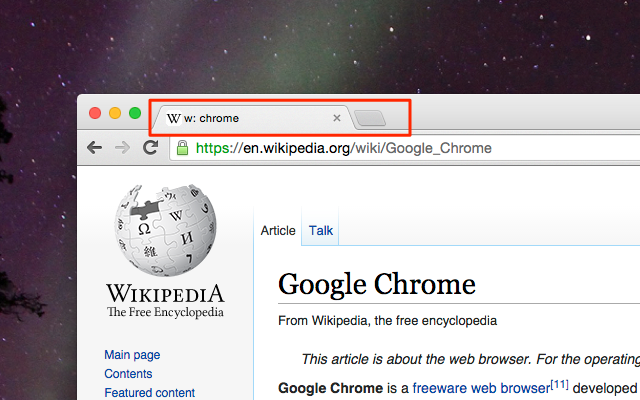 w: chrome
https://en.wikipedia.org/wiki/Google_Chrome
WIKIPEDIA
The Free Encyclopedia
Main page
Contents
Featured content
Article Talk
Google Chrome
From Wikipedia, the free encyclopedia
This article is about the web browser. For the operating
Google Chrome is a freeware web browser[11] developed